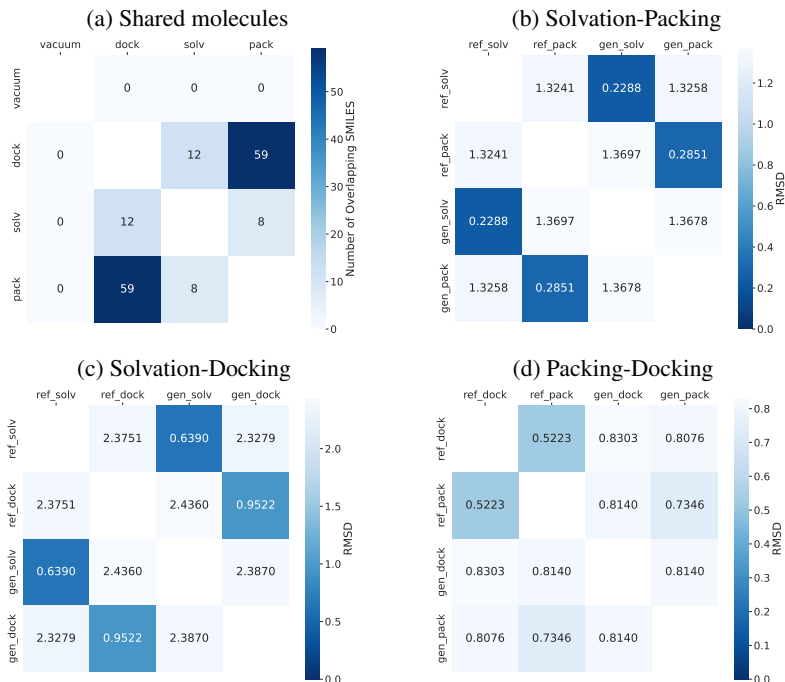 (a) Shared molecules
vacuum dock solv pack
vacuum 0 0 0
dock 0 12 59
solv 0 12 8
pack 0 59 8
50
40
30
20
10
0
Number of Overlapping SMILES
(b) Solvation-Packing
ref_solv ref_pack gen_solv gen_pack
ref_solv 1.3241 0.2288 1.3258
ref_pack 1.3241 1.3697 0.2851
gen_solv 0.2288 1.3697 1.3678
gen_pack 1.3258 0.2851 1.3678
1.2
1.0
0.8
0.6
0.4
0.2
0.0
RMSD
(c) Solvation-Docking
ref_solv ref_dock gen_solv gen_dock
ref_solv 2.3751 0.6390 2.3279
ref_dock 2.3751 2.4360 0.9522
gen_solv 0.6390 2.4360 2.3870
gen_dock 2.3279 0.9522 2.3870
2.0
1.5
1.0
0.5
0.0
RMSD
(d) Packing-Docking
ref_dock ref_pack gen_dock gen_pack
ref_dock 0.5223 0.8303 0.8076
ref_pack 0.5223 0.8140 0.7346
gen_dock 0.8303 0.8140 0.8140
gen_pack 0.8076 0.7346 0.8140
0.8
0.7
0.6
0.5
0.4
0.3
0.2
0.1
0.0
RMSD